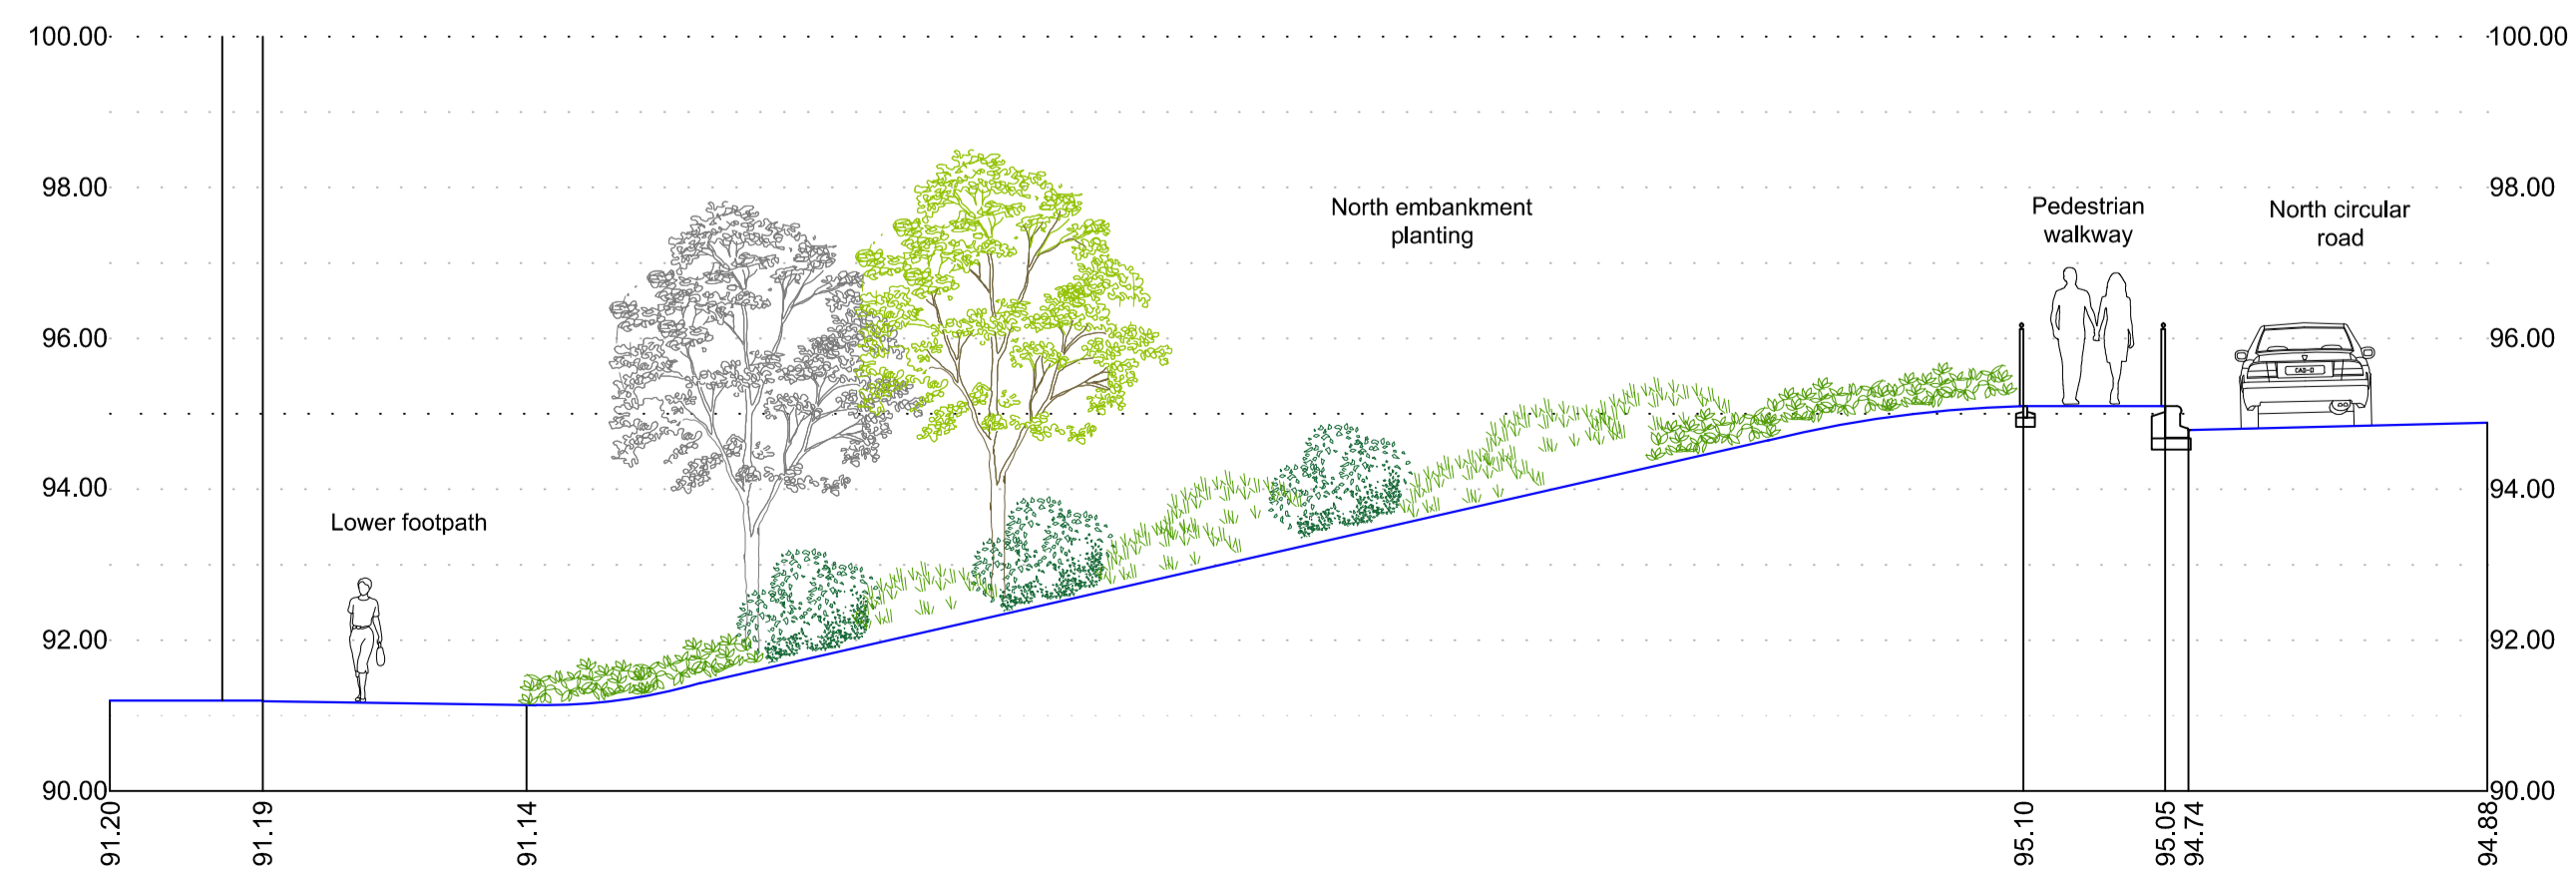 100.00
100.00
98.00
98.00
North embankment
planting
Pedestrian
walkway
North circular
road
96.00
96.00
CAD-D
94.00
94.00
Lower footpath
92.00
92.00
90.00
90.00
91.20
91.19
91.14
95.10
95.05
94.74
94.88